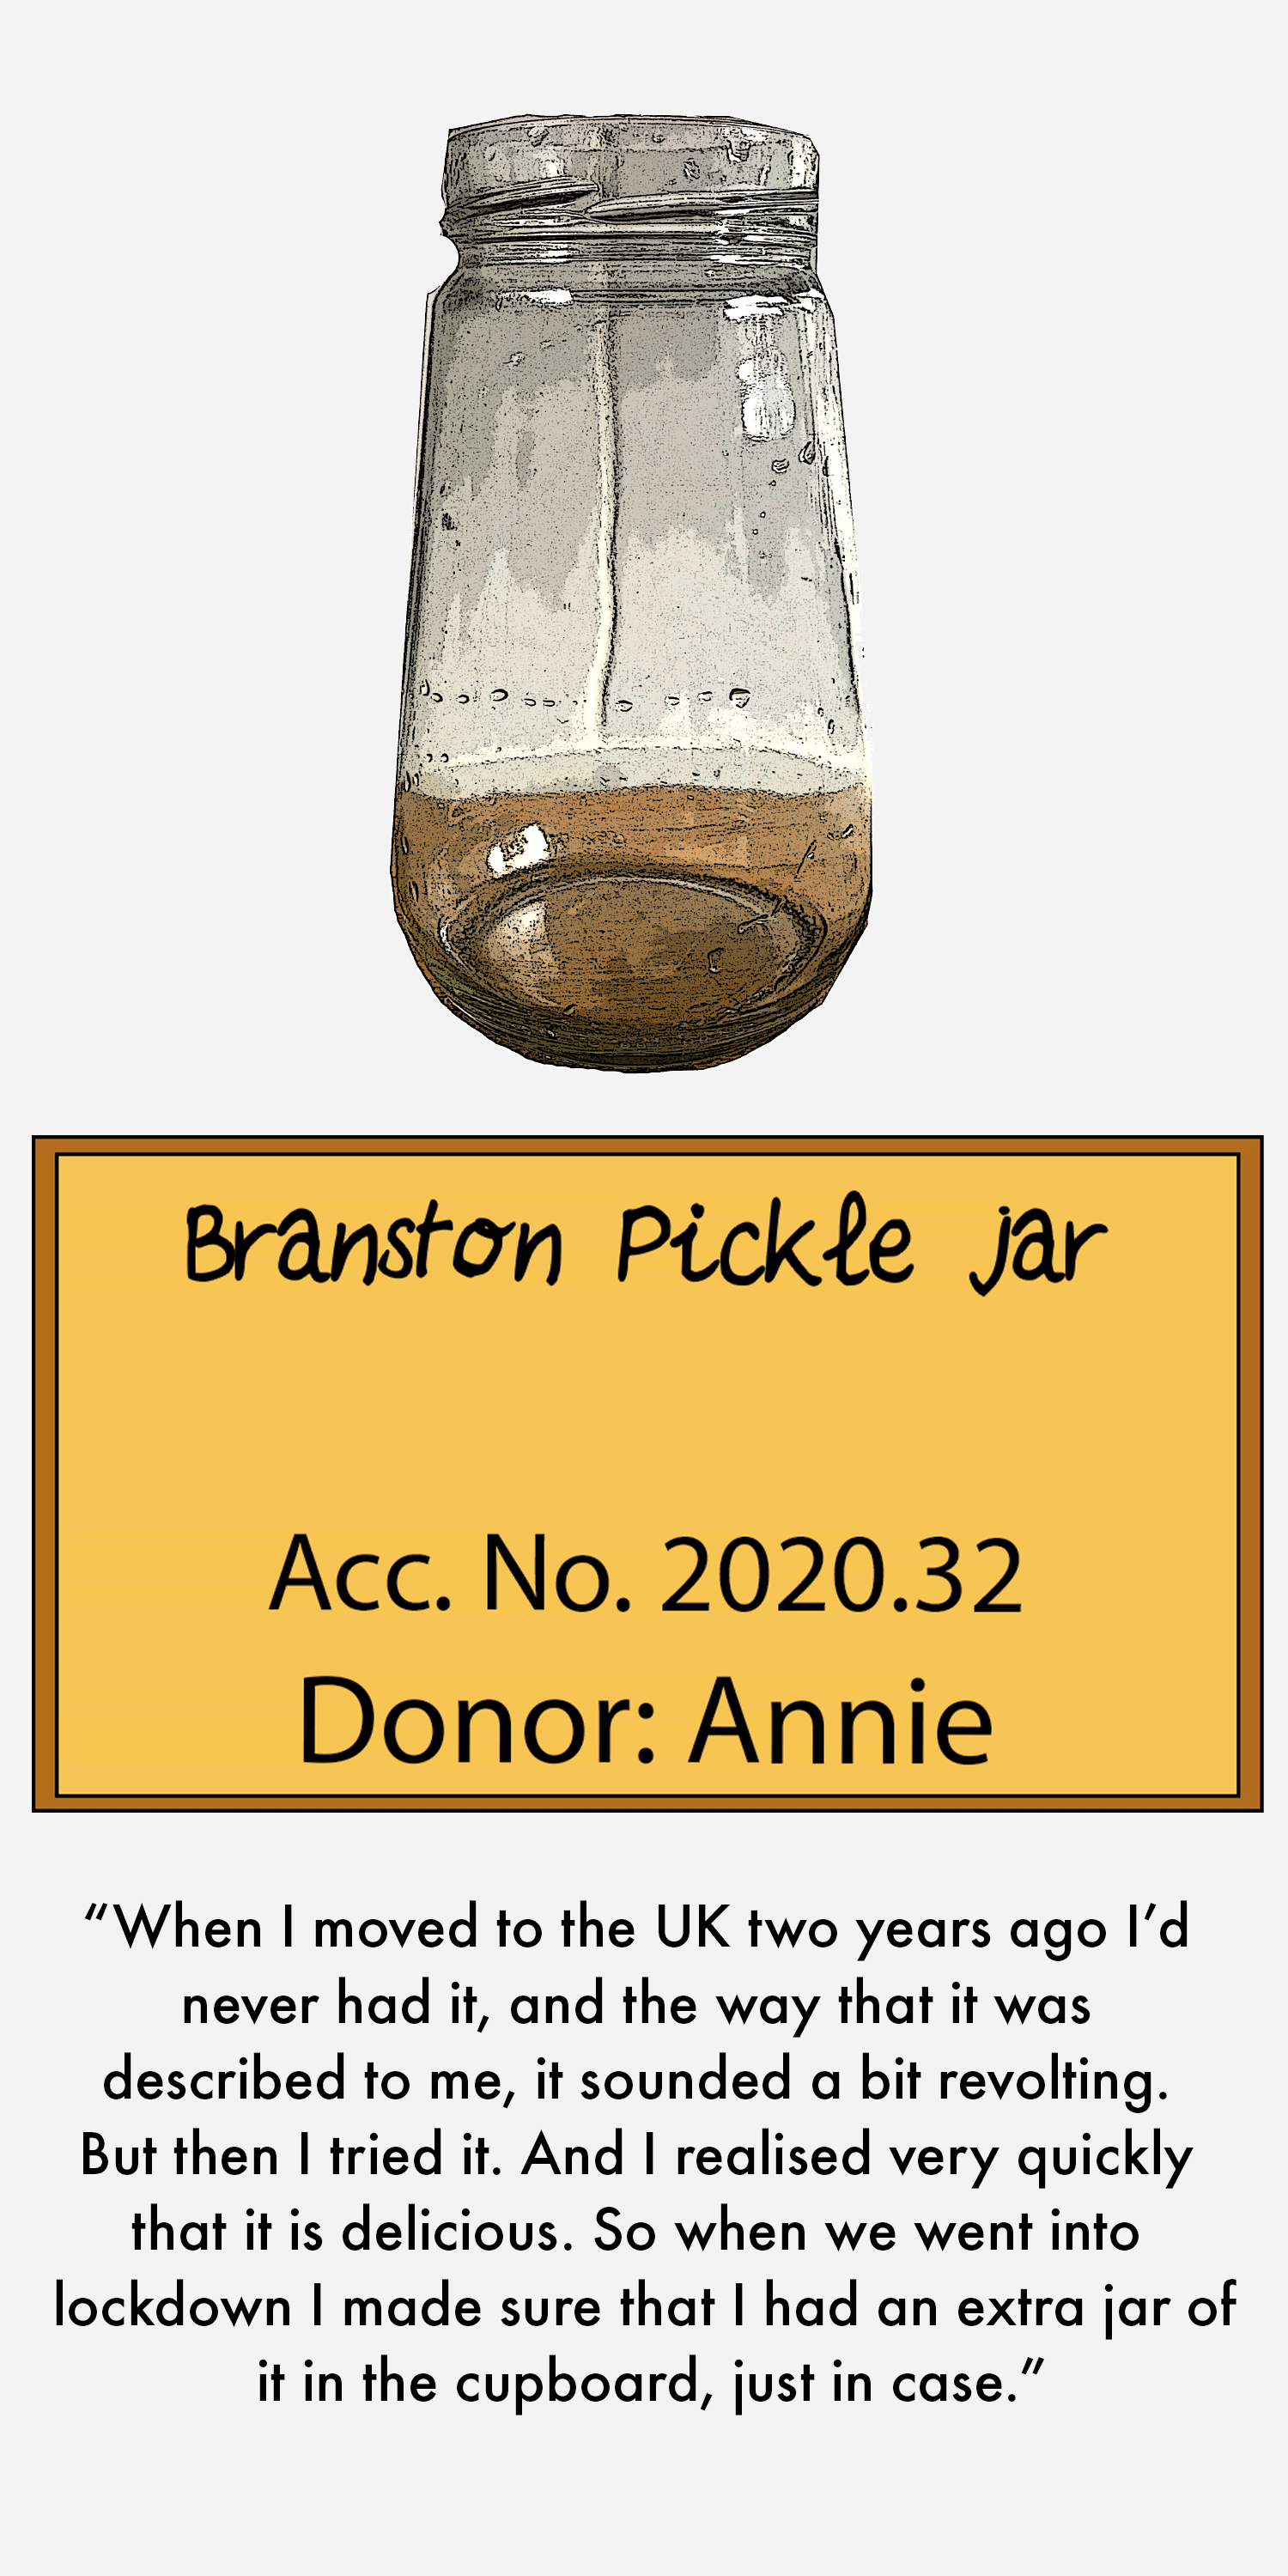 Branston Pickle jar
Acc. No. 2020.32
Donor: Annie
“When I moved to the UK two years ago I’d
never had it, and the way that it was
described to me, it sounded a bit revolting.
But then I tried it. And I realised very quickly
that it is delicious. So when we went into
lockdown I made sure that I had an extra jar of
it in the cupboard, just in case.”